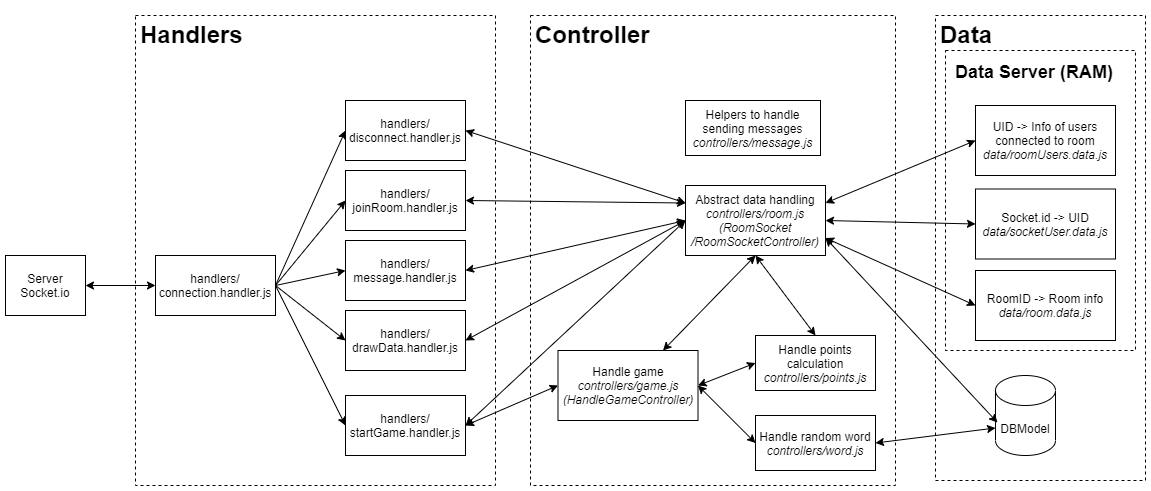 Handlers
Controller
Data
Data Server (RAM)
Server
Socket.io
handlers/
connection.handler.js
handlers/
disconnect.handler.js
handlers/
joinRoom.handler.js
handlers/
message.handler.js
handlers/
drawData.handler.js
handlers/
startGame.handler.js
Helpers to handle
sending messages
controllers/message.js
Abstract data handling
controllers/room.js
(RoomSocket
/RoomSocketController)
Handle game
controllers/game.js
(HandleGameController)
Handle points
calculation
controllers/points.js
Handle random word
controllers/word.js
UID -> Info of users
connected to room
data/roomUsers.data.js
Socket.id -> UID
data/socketUser.data.js
RoomID -> Room info
data/room.data.js
DBModel